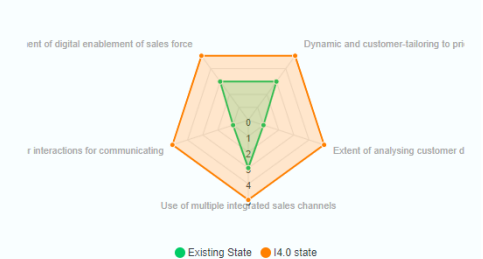 ent of digital enablement of sales force
Dynamic and customer-tailoring to pri
0
1
r interactions for communicating
Extent of analysing customer d
2
3
4
Use of multiple integrated sales channels
Existing State
I4.0 state